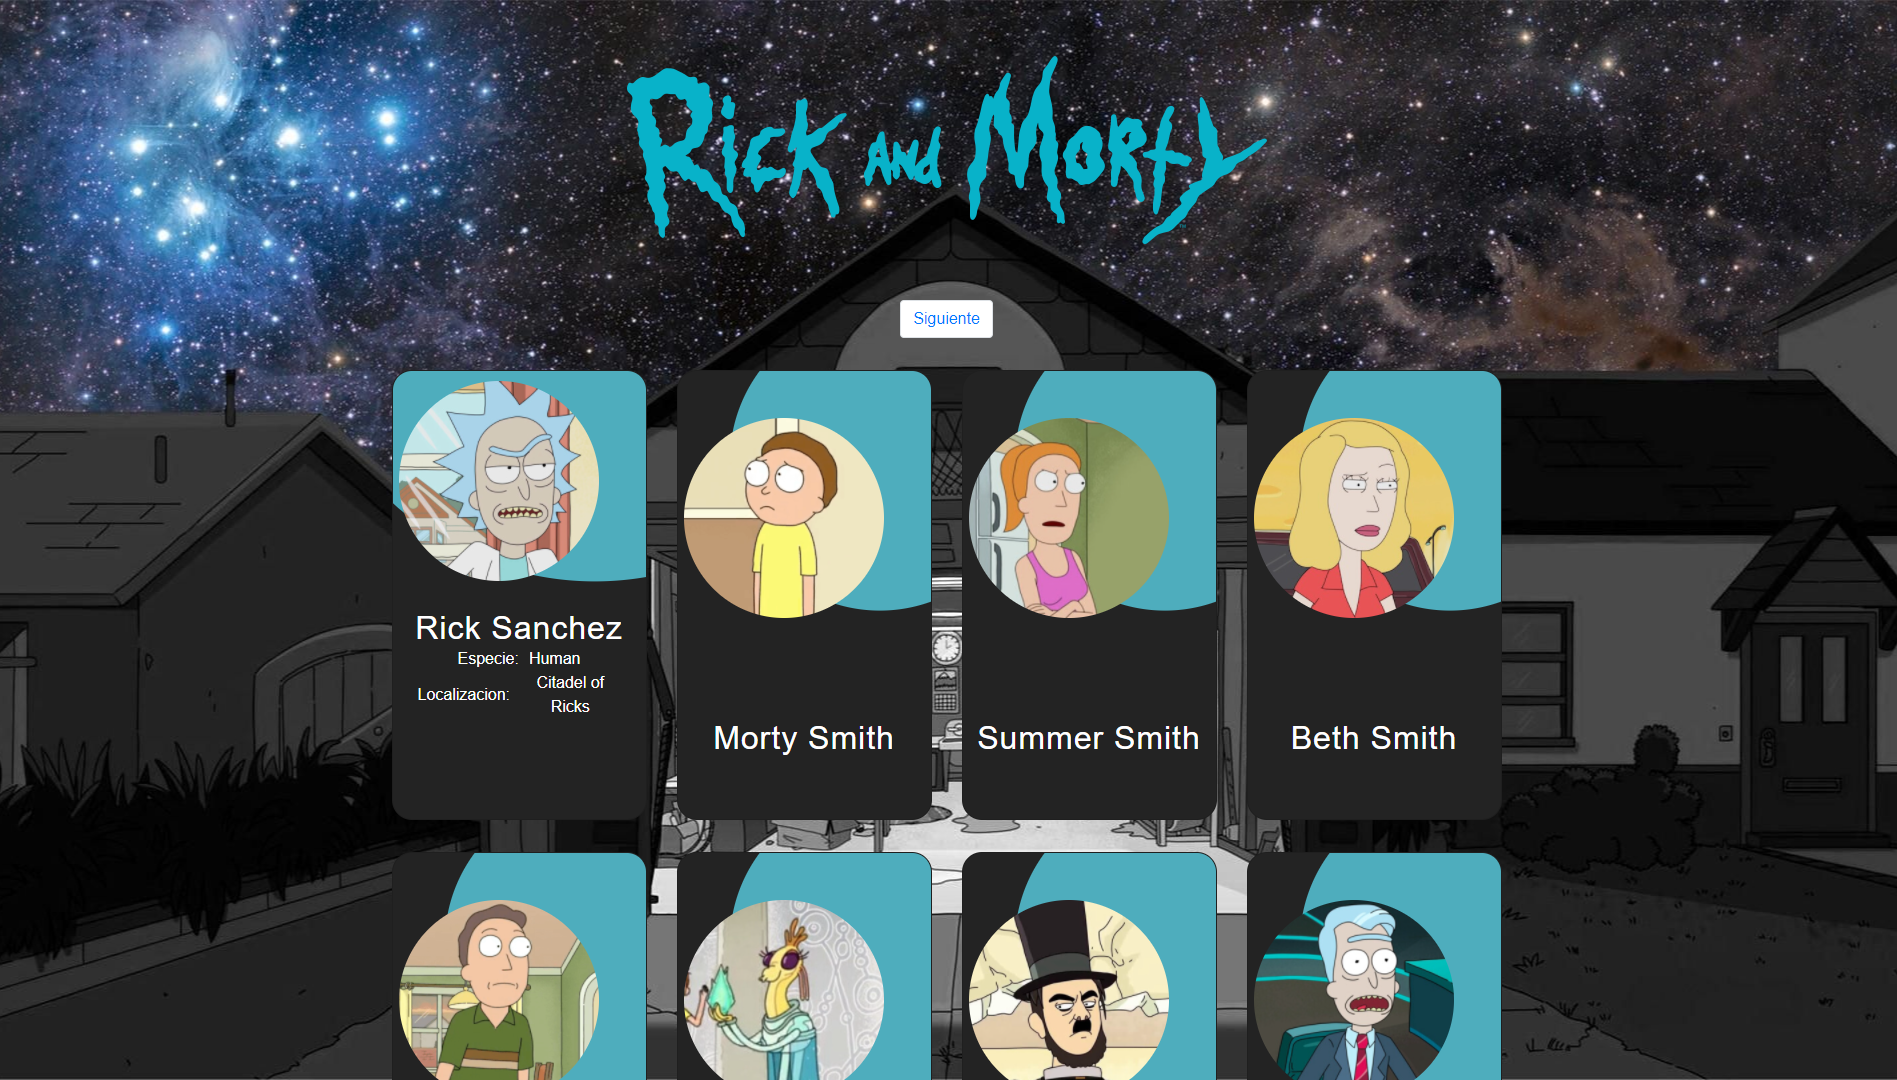 Rick and Morty
Siguiente
Rick Sanchez
Especie: Human
Localizacion: Citadel of
Ricks
Morty Smith
Summer Smith
Beth Smith